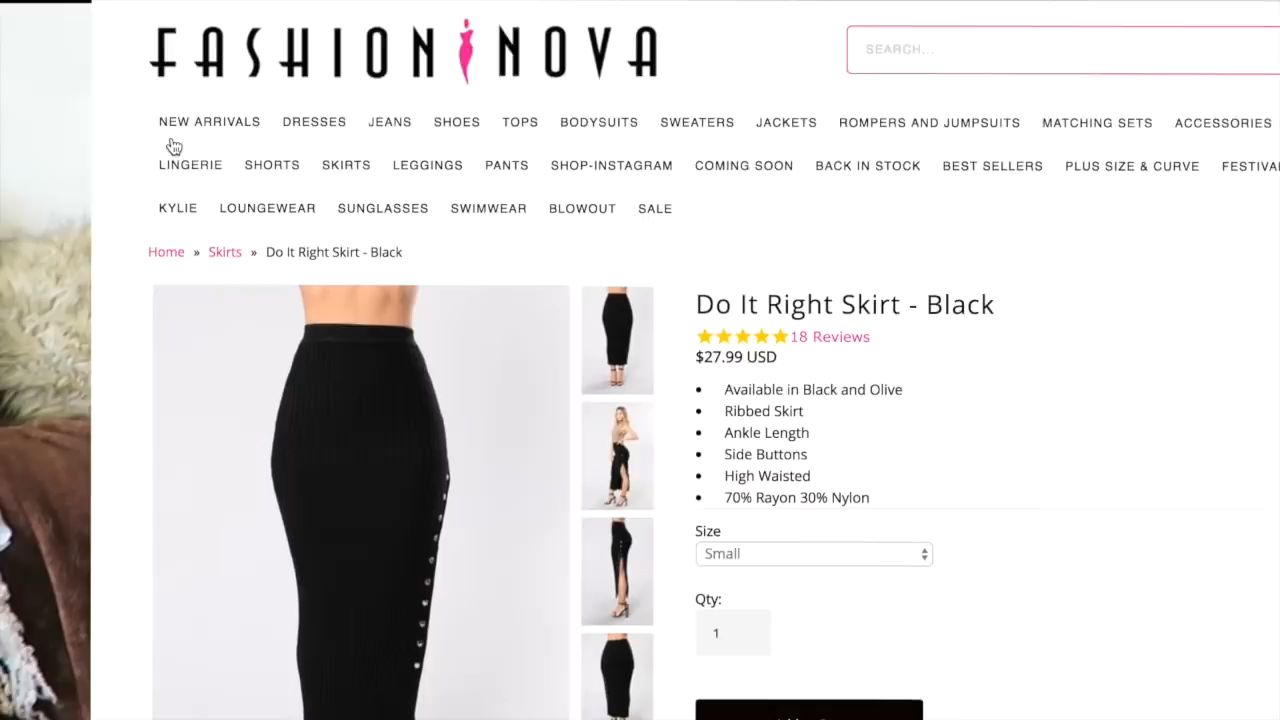 FASHION NOVA
SEARCH...
NEW ARRIVALS DRESSES JEANS SHOES TOPS BODYSUITS SWEATERS JACKETS ROMPERS AND JUMPSUITS MATCHING SETS ACCESSORIES
LINGERIE SHORTS SKIRTS LEGGINGS PANTS SHOP-INSTAGRAM COMING SOON BACK IN STOCK BEST SELLERS PLUS SIZE & CURVE FESTIVA
KYLIE LOUNGEWEAR SUNGLASSES SWIMWEAR BLOWOUT SALE
Home » Skirts » Do It Right Skirt - Black
Do It Right Skirt - Black
18 Reviews
$27.99 USD
• Available in Black and Olive
• Ribbed Skirt
• Ankle Length
• Side Buttons
• High Waisted
• 70% Rayon 30% Nylon
Size
Small
Qty:
1